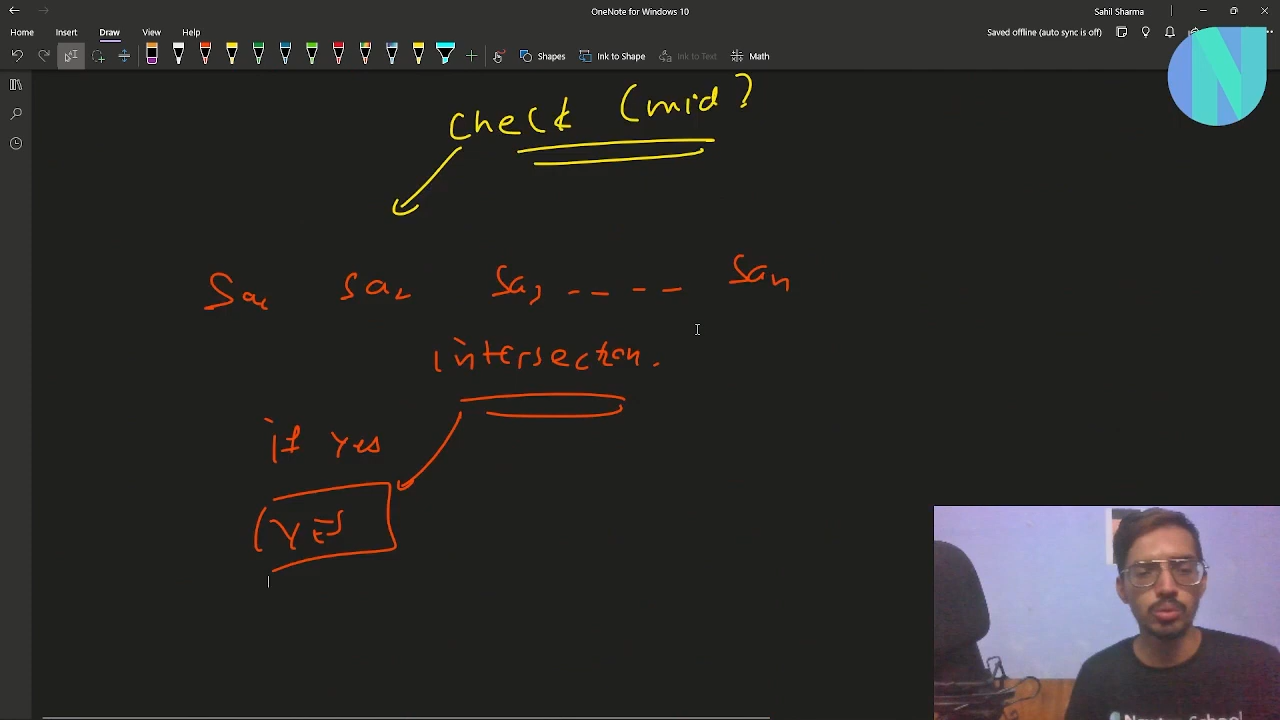 OneNote for Windows 10
Sahil Sharma
Home Insert Draw View Help
Saved offline (auto sync is off)
Shapes Ink to Shape Ink to Text Math
check (mid)
Sa1 Sa2 Sa3 ---- San
intersection.
if Yes
(YES